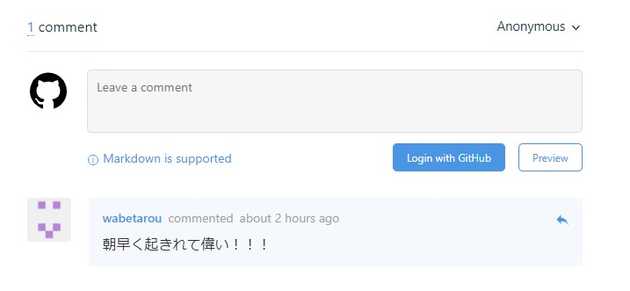 1 comment
Anonymous
Leave a comment
Markdown is supported
Login with GitHub
Preview
wabetarou commented about 2 hours ago
朝早く起きれて偉い！！！